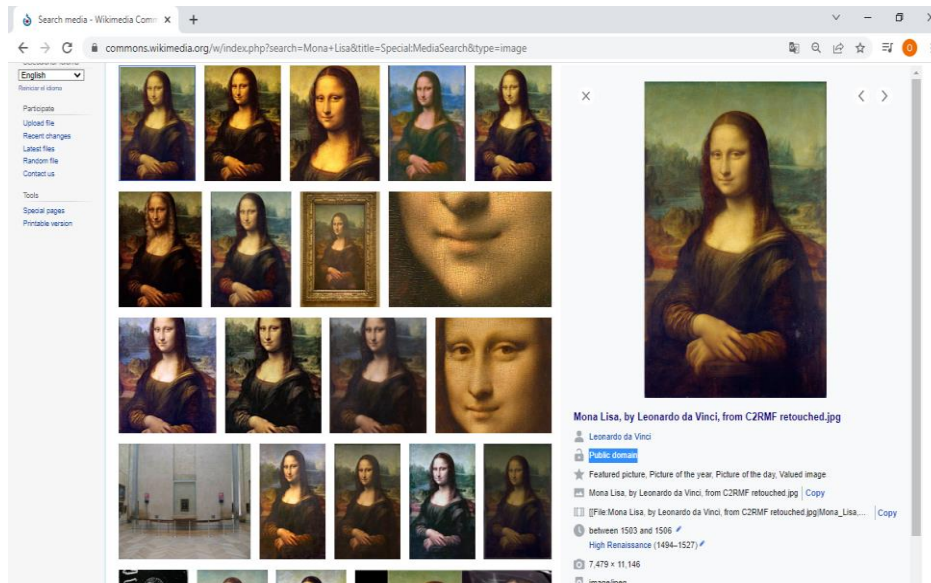 Search media - Wikimedia Comm
commons.wikimedia.org/w/index.php?search=Mona+Lisa&title=Special:MediaSearch&type=image
O
English
Reiniciar el idioma
Participate
Upload file
Recent changes
Latest files
Random file
Contact us
Tools
Special pages
Printable version
Mona Lisa, by Leonardo da Vinci, from C2RMF retouched.jpg
Leonardo da Vinci
Public domain
Featured picture, Picture of the year, Picture of the day, Valued image
Mona Lisa, by Leonardo da Vinci, from C2RMF retouched.jpg Copy
[[File:Mona Lisa, by Leonardo da Vinci, from C2RMF retouched.jpg|Mona_Lisa,... Copy
between 1503 and 1506
High Renaissance (1494–1527)
7,479 × 11,146
image/jpeg